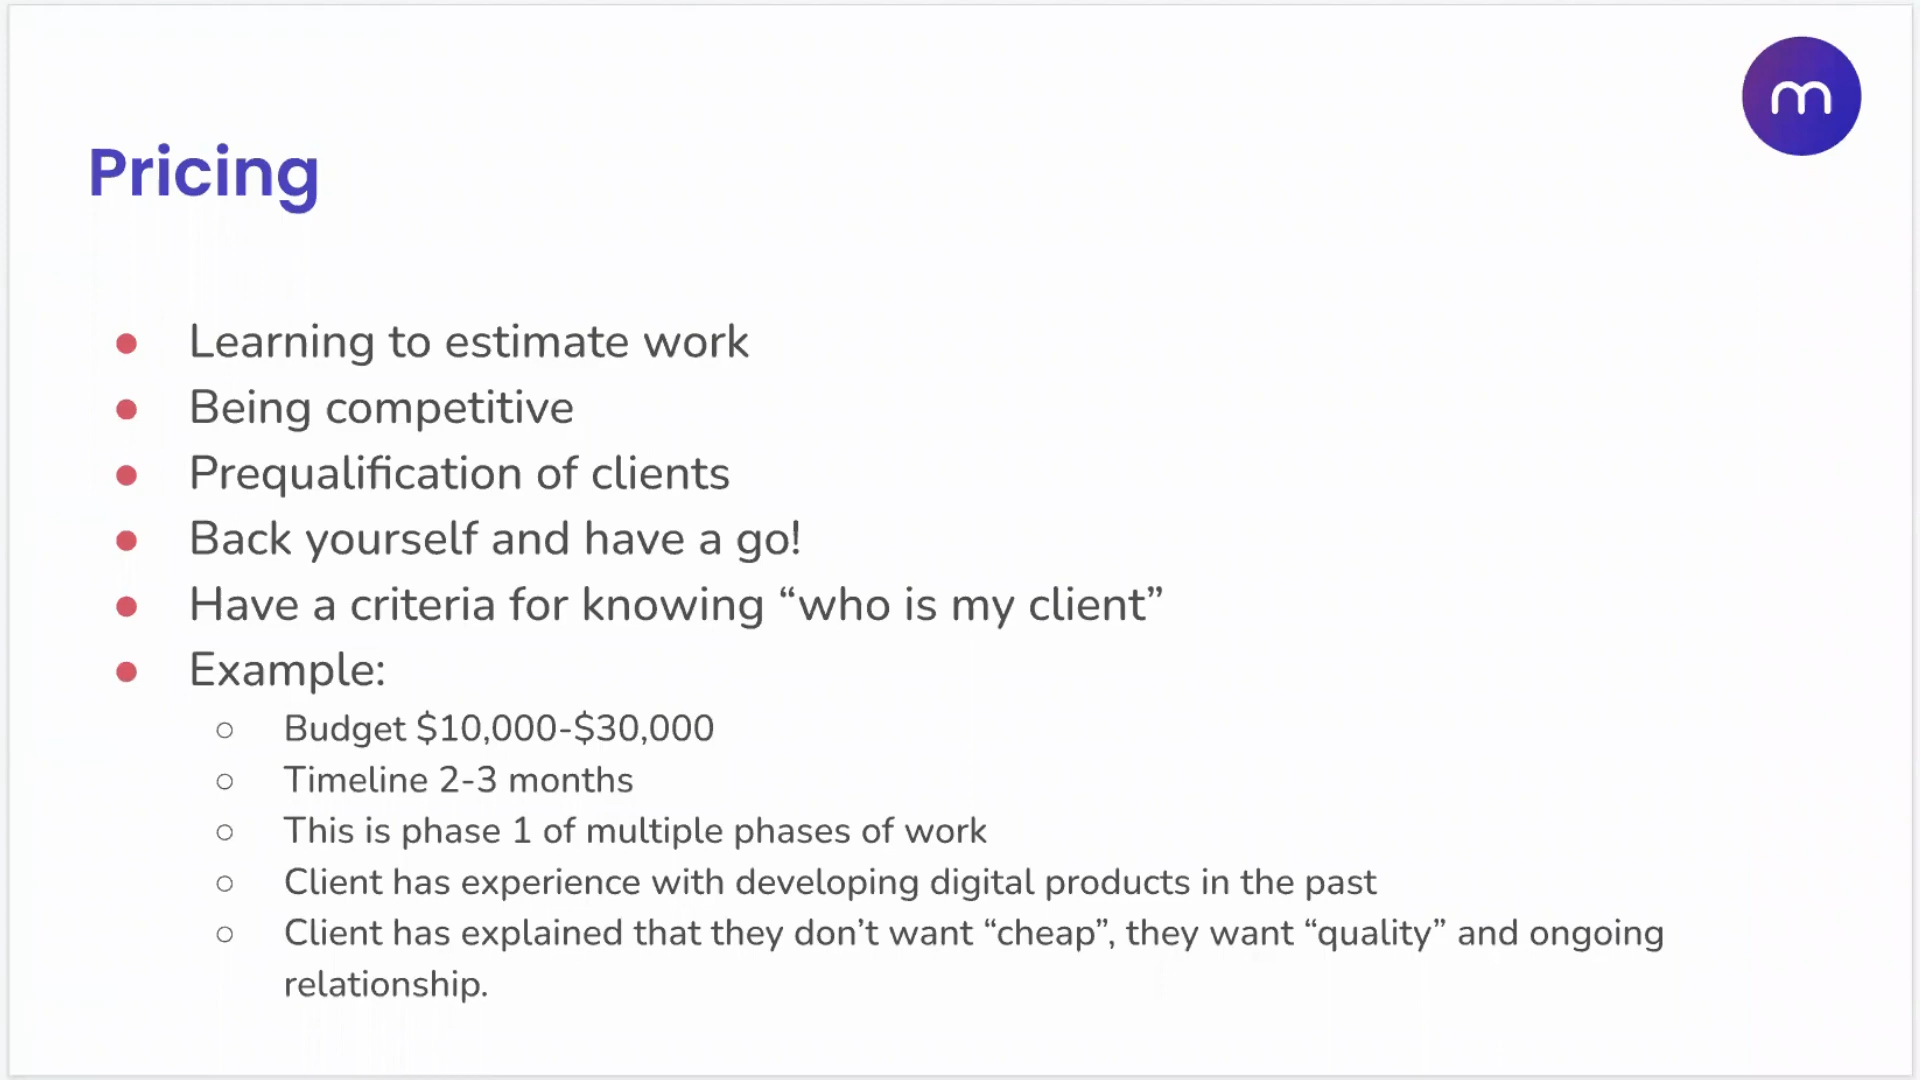 m
Pricing
Learning to estimate work
Being competitive
Prequalification of clients
Back yourself and have a go!
Have a criteria for knowing “who is my client”
Example:
Budget $10,000-$30,000
Timeline 2-3 months
This is phase 1 of multiple phases of work
Client has experience with developing digital products in the past
Client has explained that they don’t want “cheap”, they want “quality” and ongoing
relationship.